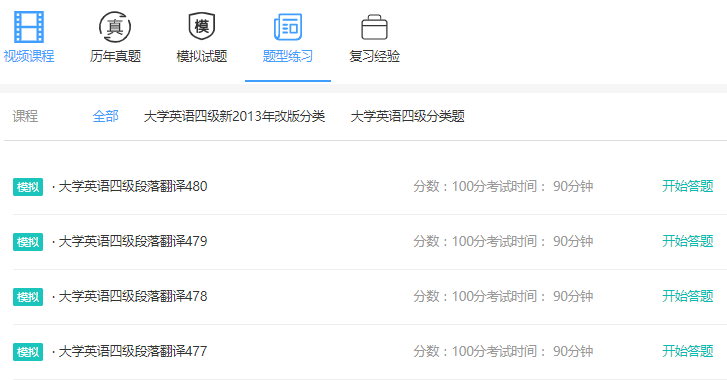 真 模
视频课程 历年真题 模拟试题 题型练习 复习经验
课程 全部 大学英语四级新2013年改版分类 大学英语四级分类题
模拟 · 大学英语四级段落翻译480 分数：100分考试时间： 90分钟 开始答题
模拟 · 大学英语四级段落翻译479 分数：100分考试时间： 90分钟 开始答题
模拟 · 大学英语四级段落翻译478 分数：100分考试时间： 90分钟 开始答题
模拟 · 大学英语四级段落翻译477 分数：100分考试时间： 90分钟 开始答题